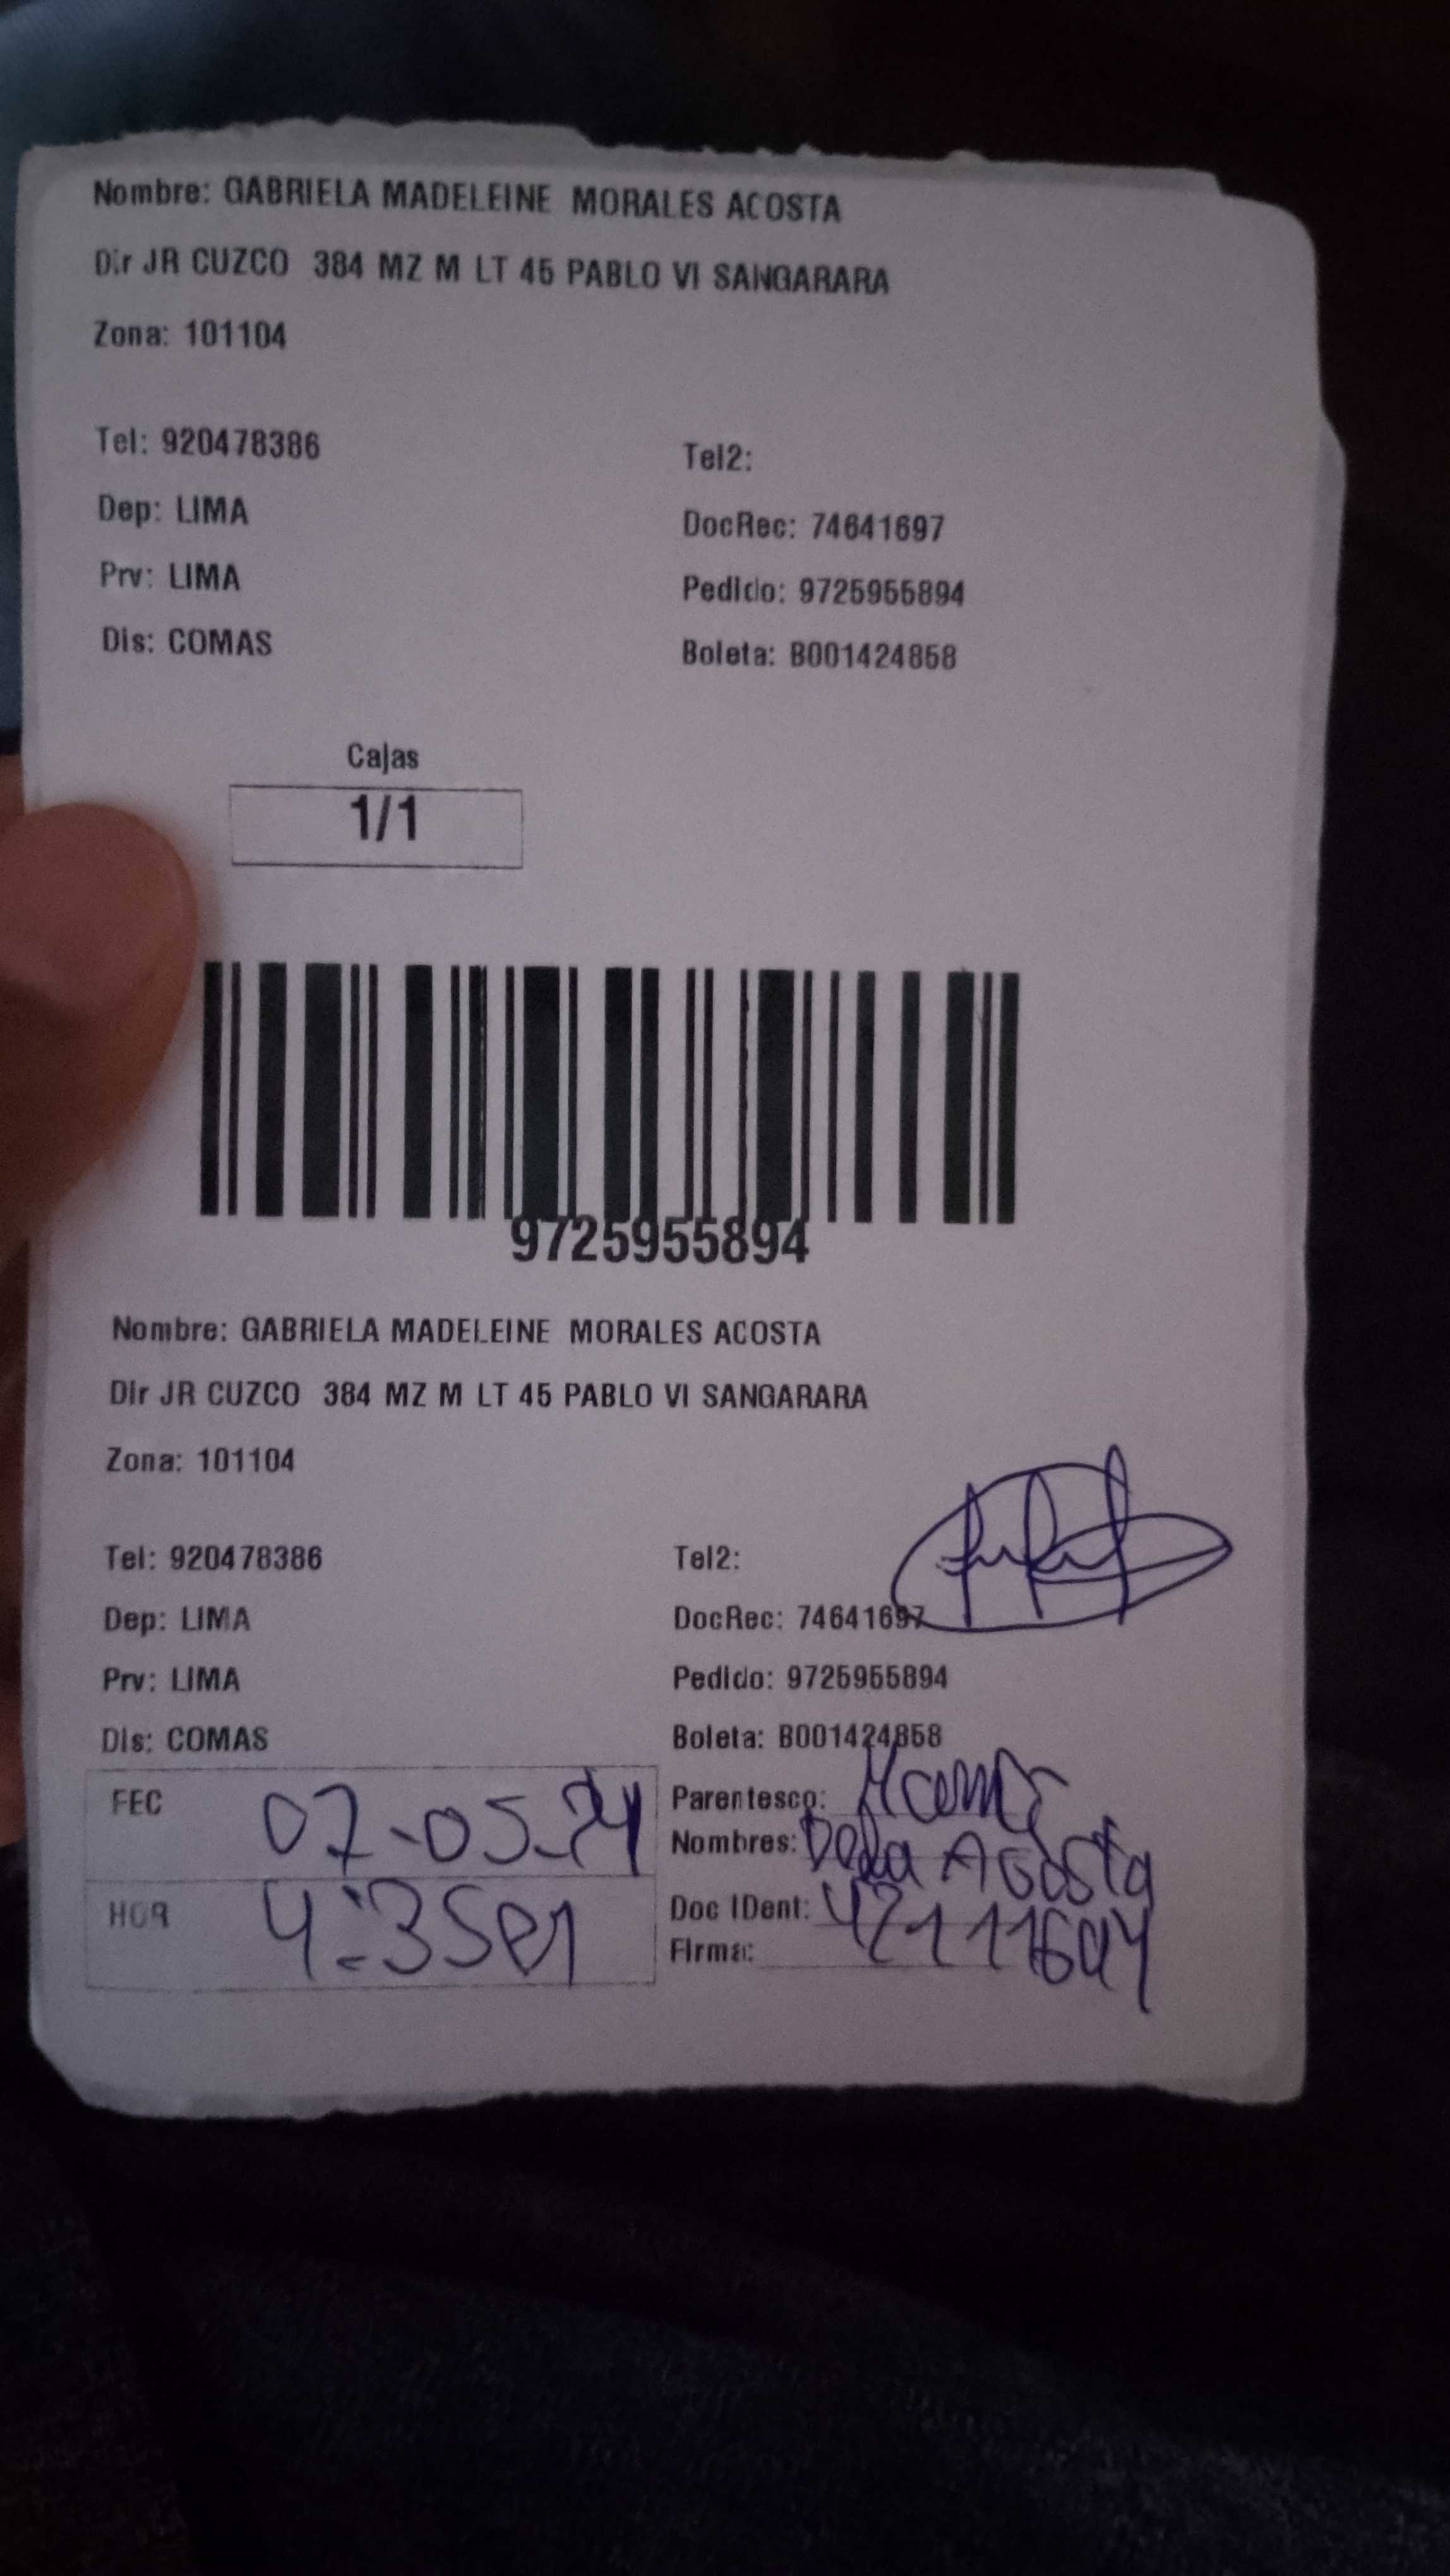 Nombre: GABRIELA MADELEINE MORALES ACOSTA
Dir JR CUZCO 384 MZ M LT 45 PABLO VI SANGARARA
Zona: 101104
Tel: 920478386
Tel2:
Dep: LIMA
DocRec: 74641697
Prv: LIMA
Pedido: 9725955894
Dis: COMAS
Boleta: B001424858
Cajas
1/1
9725955894
Nombre: GABRIELA MADELEINE MORALES ACOSTA
Dir JR CUZCO 384 MZ M LT 45 PABLO VI SANGARARA
Zona: 101104
Tel: 920478386
Tel2:
Dep: LIMA
DocRec: 74641697
Prv: LIMA
Pedido: 9725955894
Dis: COMAS
Boleta: B001424858
FEC 07-05-24
Parentesco:
Nombres: Acosta
HOR
Doc IDent:
Firma: